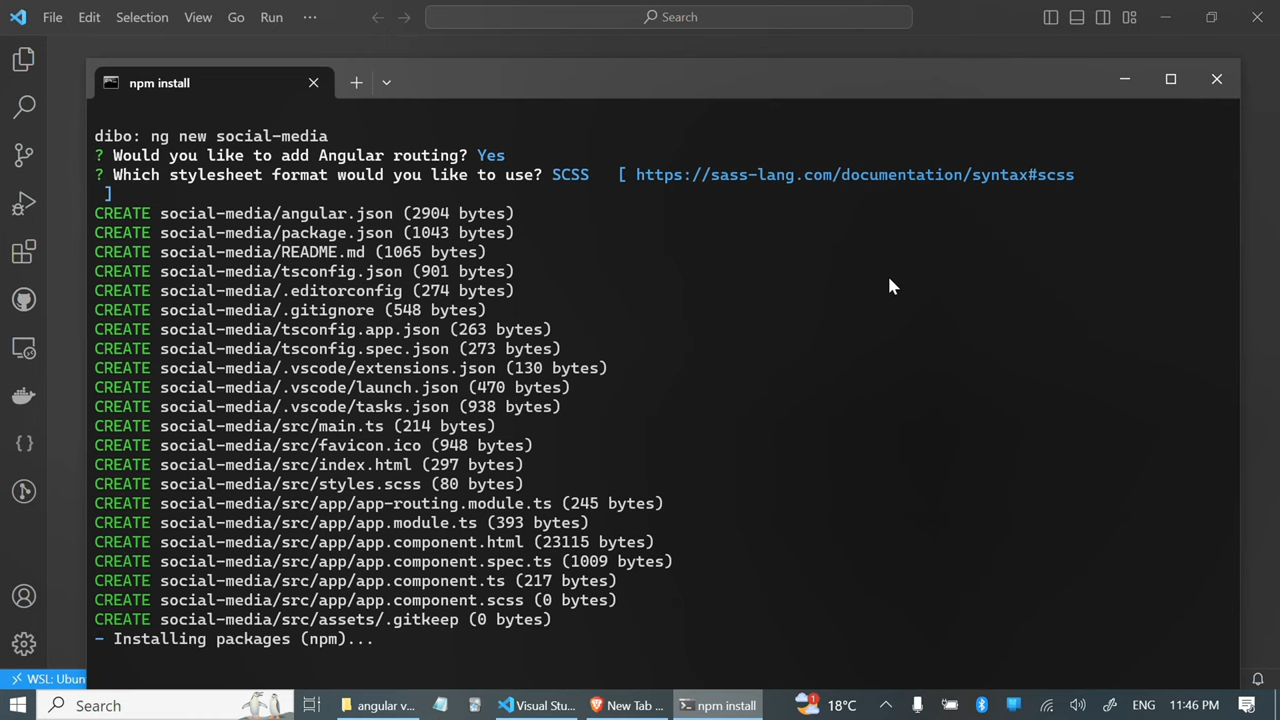 File Edit Selection View Go Run ··· Search
npm install
dibo: ng new social-media
? Would you like to add Angular routing? Yes
? Which stylesheet format would you like to use? SCSS [ https://sass-lang.com/documentation/syntax#scss
]
CREATE social-media/angular.json (2904 bytes)
CREATE social-media/package.json (1043 bytes)
CREATE social-media/README.md (1065 bytes)
CREATE social-media/tsconfig.json (901 bytes)
CREATE social-media/.editorconfig (274 bytes)
CREATE social-media/.gitignore (548 bytes)
CREATE social-media/tsconfig.app.json (263 bytes)
CREATE social-media/tsconfig.spec.json (273 bytes)
CREATE social-media/.vscode/extensions.json (130 bytes)
CREATE social-media/.vscode/launch.json (470 bytes)
CREATE social-media/.vscode/tasks.json (938 bytes)
CREATE social-media/src/main.ts (214 bytes)
CREATE social-media/src/favicon.ico (948 bytes)
CREATE social-media/src/index.html (297 bytes)
CREATE social-media/src/styles.scss (80 bytes)
CREATE social-media/src/app/app-routing.module.ts (245 bytes)
CREATE social-media/src/app/app.module.ts (393 bytes)
CREATE social-media/src/app/app.component.html (23115 bytes)
CREATE social-media/src/app/app.component.spec.ts (1009 bytes)
CREATE social-media/src/app/app.component.ts (217 bytes)
CREATE social-media/src/app/app.component.scss (0 bytes)
CREATE social-media/src/assets/.gitkeep (0 bytes)
- Installing packages (npm)...
WSL: Ubun
Search angular v... Visual Stu... New Tab ... npm install 1 18°C ENG 11:46 PM